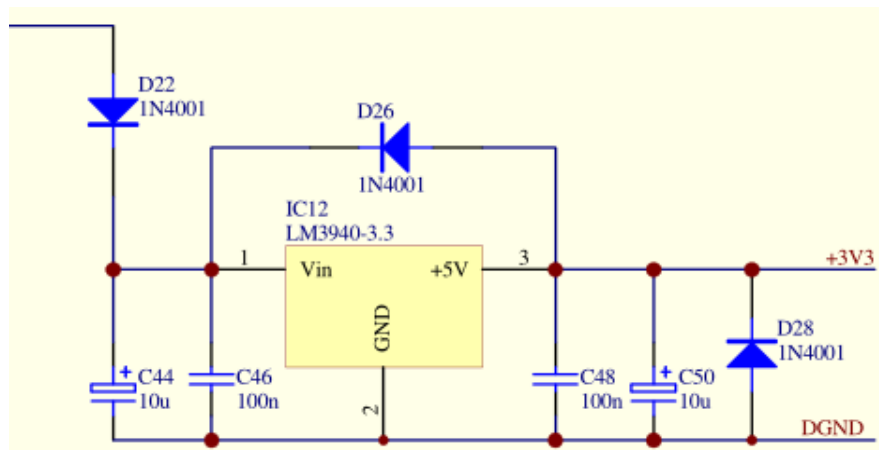 D22
1N4001
D26
1N4001
IC12
LM3940-3.3
1
Vin
+5V
3
+3V3
GND
2
+
C44
10u
C46
100n
C48
100n
+
C50
10u
D28
1N4001
DGND